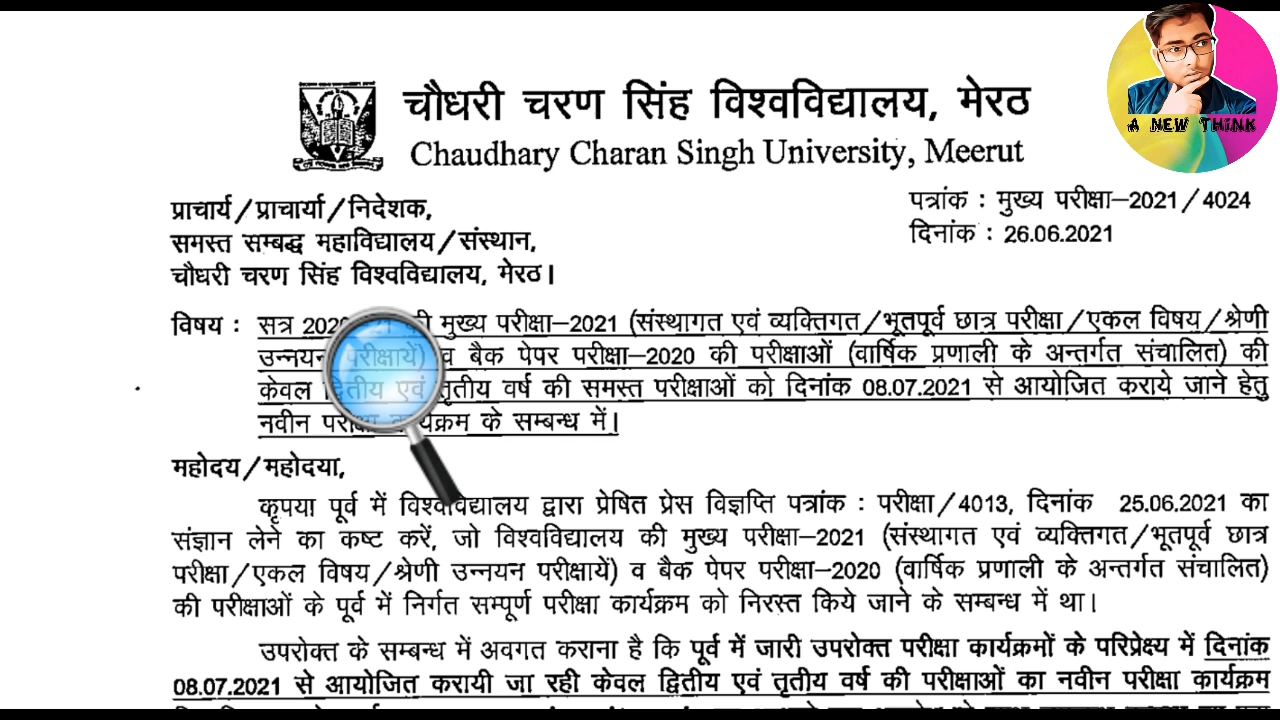 A NEW THINK
चौधरी चरण सिंह विश्वविद्यालय, मेरठ
Chaudhary Charan Singh University, Meerut
प्राचार्य/प्राचार्या/निदेशक,
समस्त सम्बद्ध महाविद्यालय/संस्थान,
चौधरी चरण सिंह विश्वविद्यालय, मेरठ।
पत्रांक : मुख्य परीक्षा–2021/4024
दिनांक : 26.06.2021
विषय : सत्र की मुख्य परीक्षा–2021 (संस्थागत एवं व्यक्तिगत/भूतपूर्व छात्र परीक्षा/एकल विषय/श्रेणी
उन्नयन परीक्षायें) व बैक पेपर परीक्षा–2020 की परीक्षाओं (वार्षिक प्रणाली के अन्तर्गत संचालित) की
केवल द्वितीय एवं तृतीय वर्ष की समस्त परीक्षाओं को दिनांक 08.07.2021 से आयोजित कराये जाने हेतु
नवीन परीक्षा कार्यक्रम के सम्बन्ध में।
महोदय/महोदया,
कृपया पूर्व में विश्वविद्यालय द्वारा प्रेषित प्रेस विज्ञप्ति पत्रांक : परीक्षा/4013, दिनांक 25.06.2021 का
संज्ञान लेने का कष्ट करें, जो विश्वविद्यालय की मुख्य परीक्षा–2021 (संस्थागत एवं व्यक्तिगत/भूतपूर्व छात्र
परीक्षा/एकल विषय/श्रेणी उन्नयन परीक्षायें) व बैक पेपर परीक्षा–2020 (वार्षिक प्रणाली के अन्तर्गत संचालित)
की परीक्षाओं के पूर्व में निर्गत सम्पूर्ण परीक्षा कार्यक्रम को निरस्त किये जाने के सम्बन्ध में था।
उपरोक्त के सम्बन्ध में अवगत कराना है कि पूर्व में जारी उपरोक्त परीक्षा कार्यक्रमों के परिप्रेक्ष्य में दिनांक
08.07.2021 से आयोजित करायी जा रही केवल द्वितीय एवं तृतीय वर्ष की परीक्षाओं का नवीन परीक्षा कार्यक्रम